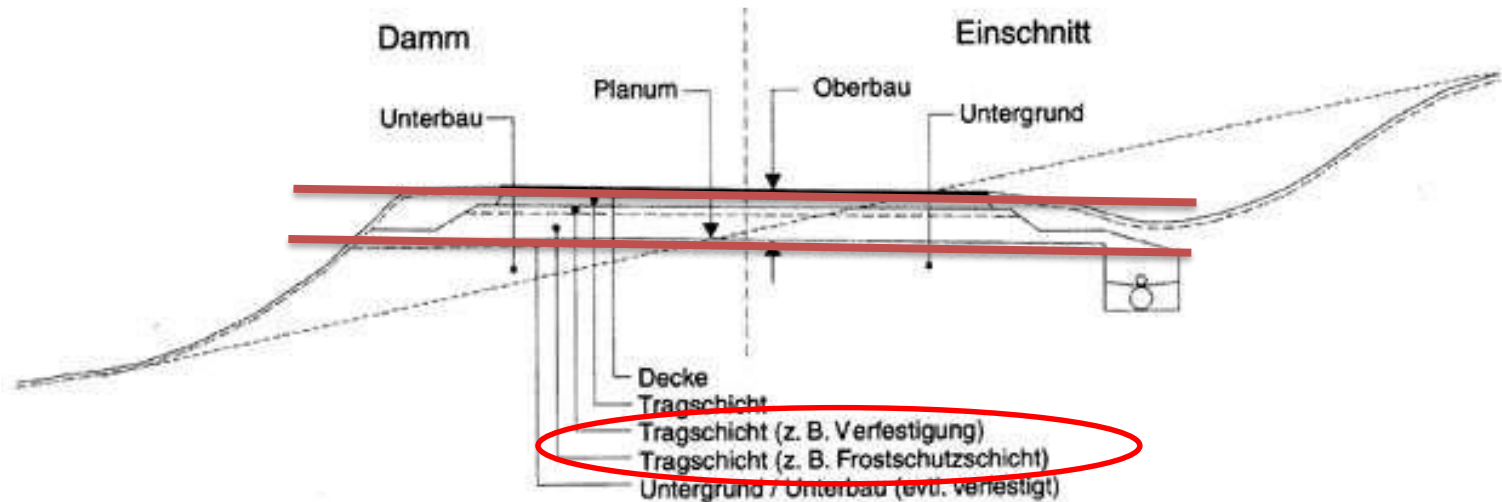 Damm
Einschnitt
Planum
Oberbau
Unterbau
Untergrund
Decke
Tragschicht
Tragschicht (z. B. Verfestigung)
Tragschicht (z. B. Frostschutzschicht)
Untergrund / Unterbau (evtl. verfestigt)